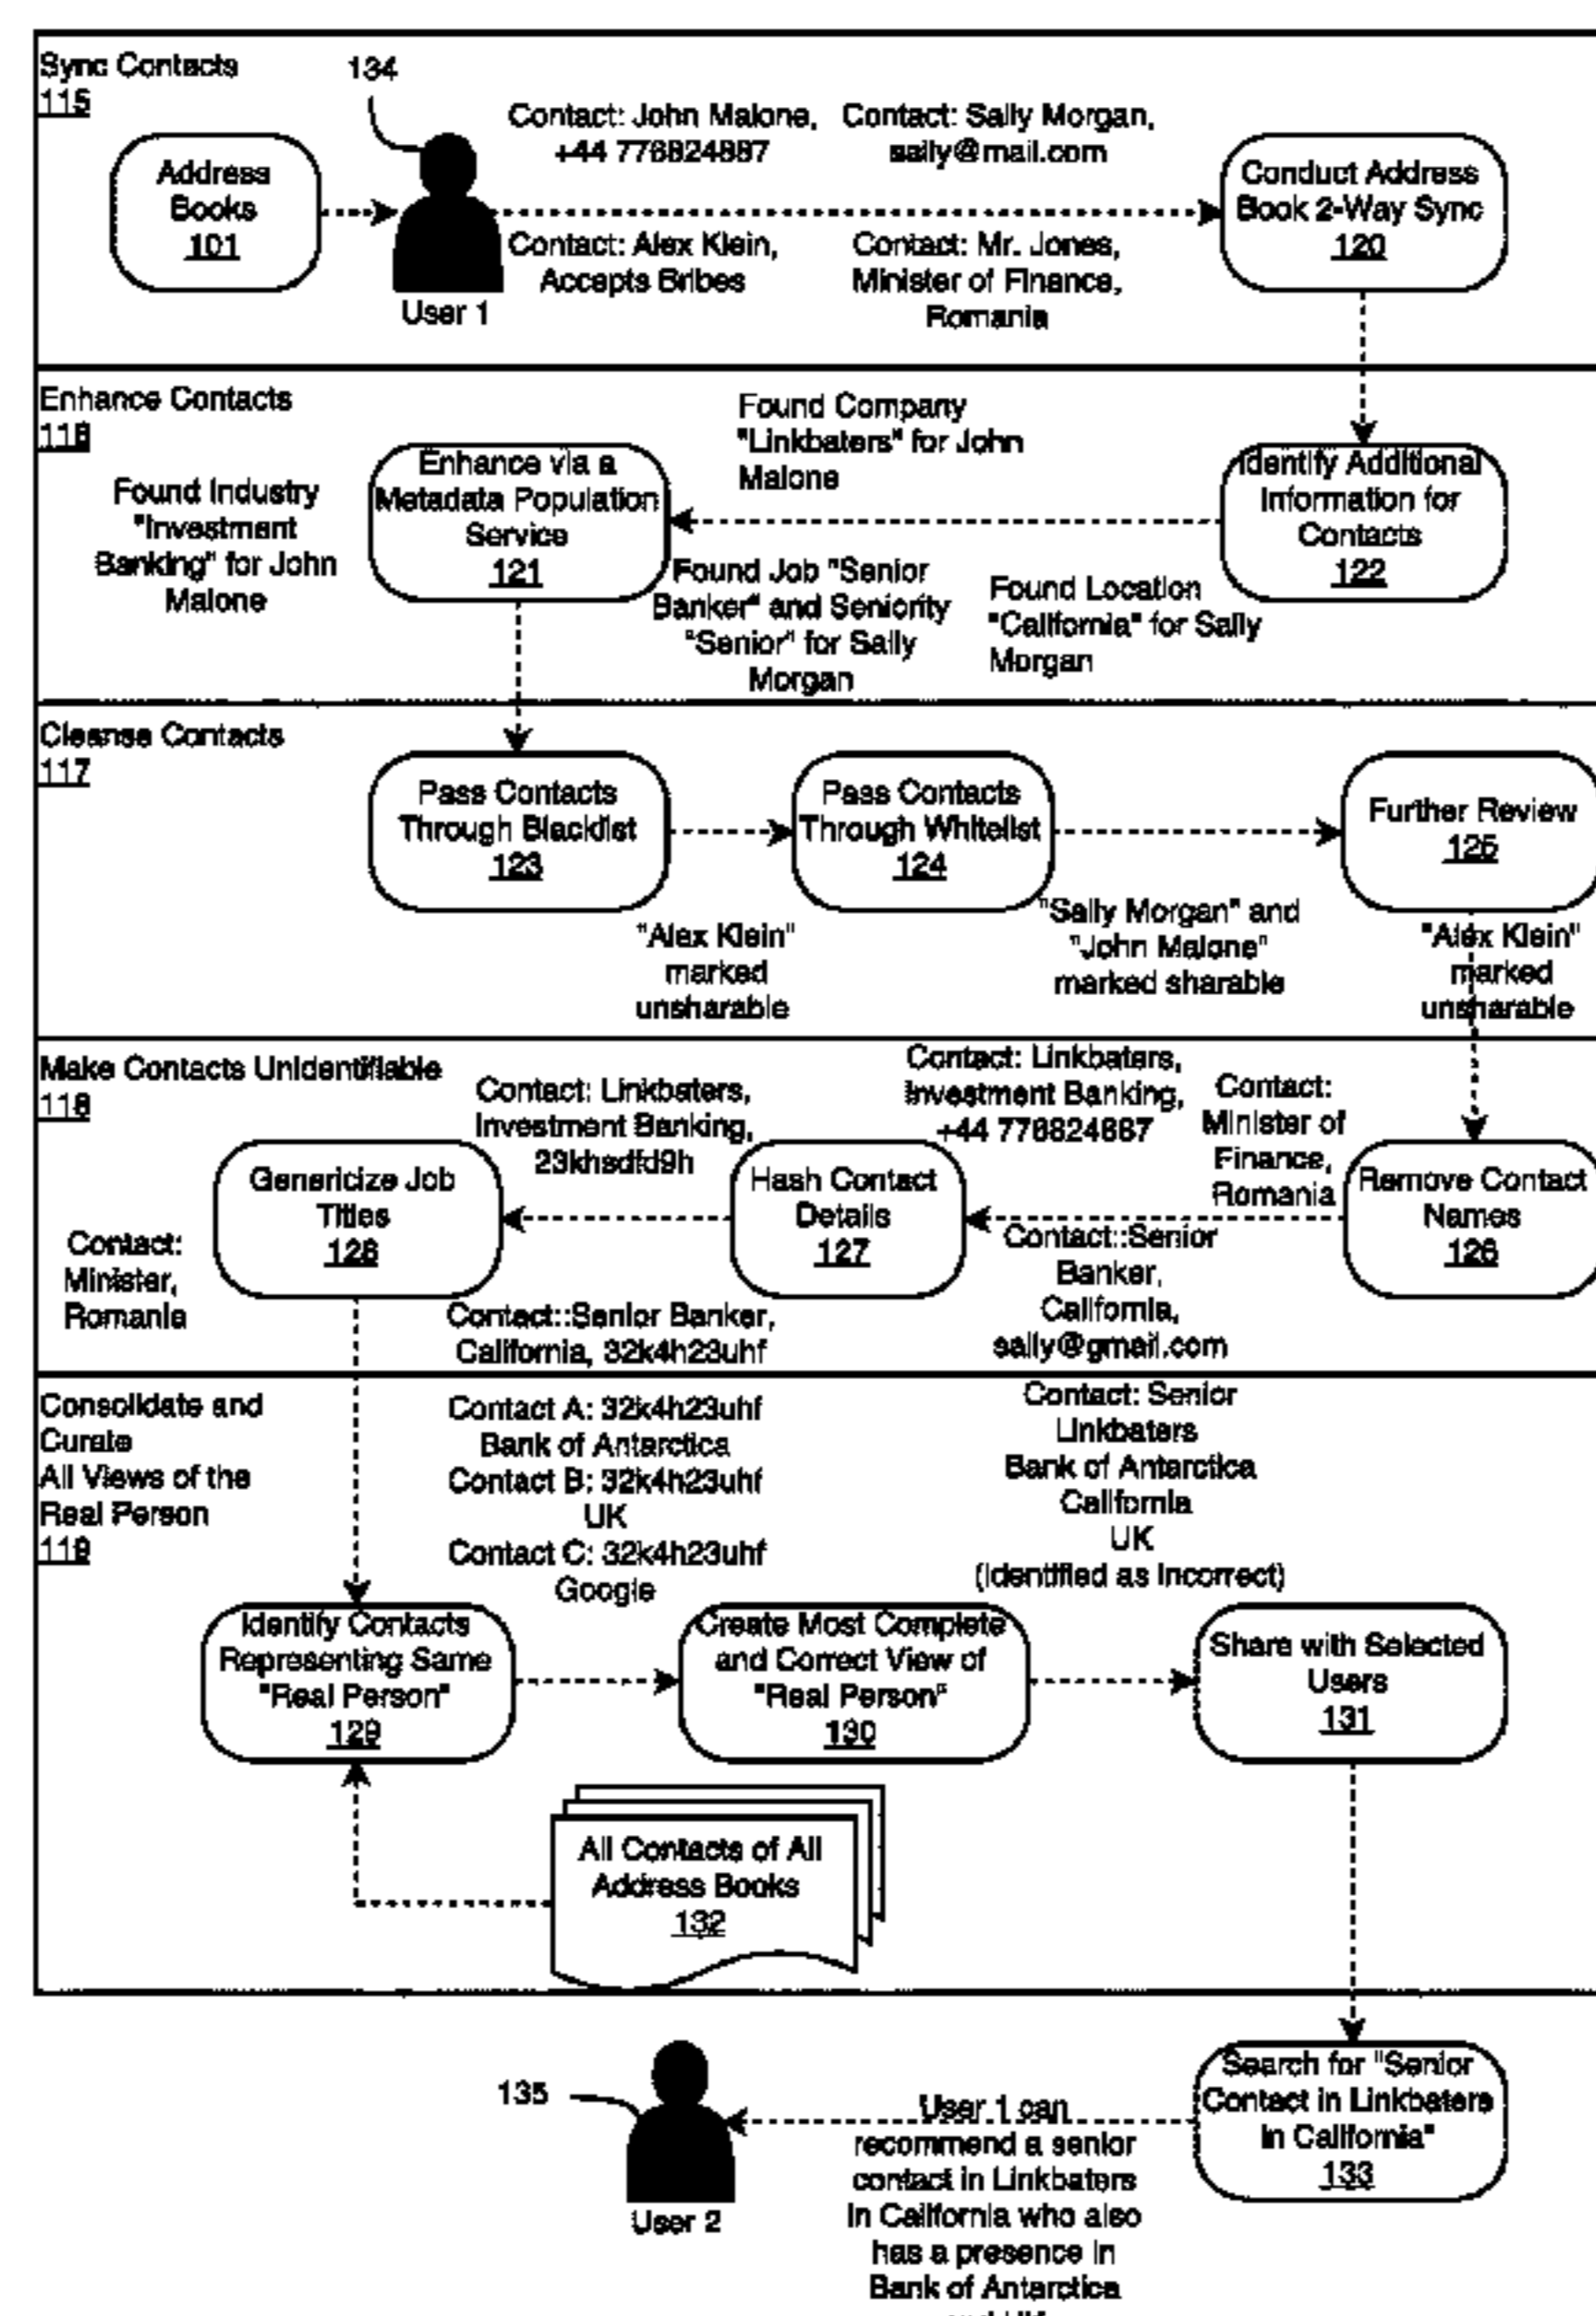 Sync Contacts
115
134
Address
Books
101
User 1
Contact: John Malone,
+44 776824887
Contact: Sally Morgan,
sally@mail.com
Contact: Alex Klein,
Accepts Bribes
Contact: Mr. Jones,
Minister of Finance,
Romania
Conduct Address
Book 2-Way Sync
120
Enhance Contacts
116
Found Industry
"Investment
Banking" for John
Malone
Enhance via a
Metadata Population
Service
121
Found Company
"Linkbaters" for John
Malone
Found Job "Senior
Banker" and Seniority
"Senior" for Sally
Morgan
Found Location
"California" for Sally
Morgan
Identify Additional
Information for
Contacts
122
Cleanse Contacts
117
Pass Contacts
Through Blacklist
123
"Alex Klein"
marked
unsharable
Pass Contacts
Through Whitelist
124
"Sally Morgan" and
"John Malone"
marked sharable
Further Review
125
"Alex Klein"
marked
unsharable
Make Contacts Unidentifiable
118
Contact:
Minister,
Romania
Genericize Job
Titles
128
Contact: Linkbaters,
Investment Banking,
23khsdfd9h
Contact::Senior Banker,
California, 32k4h23uhf
Hash Contact
Details
127
Contact: Linkbaters,
Investment Banking,
+44 776824887
Contact:
Minister of
Finance,
Romania
Contact::Senior
Banker,
California,
sally@gmail.com
Remove Contact
Names
126
Consolidate and
Curate
All Views of the
Real Person
119
Contact A: 32k4h23uhf
Bank of Antarctica
Contact B: 32k4h23uhf
UK
Contact C: 32k4h23uhf
Google
Contact: Senior
Linkbaters
Bank of Antarctica
California
UK
(Identified as Incorrect)
Identify Contacts
Representing Same
"Real Person"
129
Create Most Complete
and Correct View of
"Real Person"
130
Share with Selected
Users
131
All Contacts of All
Address Books
132
135
User 2
User 1 can
recommend a senior
contact in Linkbaters
in California who also
has a presence in
Bank of Antarctica
Search for "Senior
Contact in Linkbaters
in California"
133